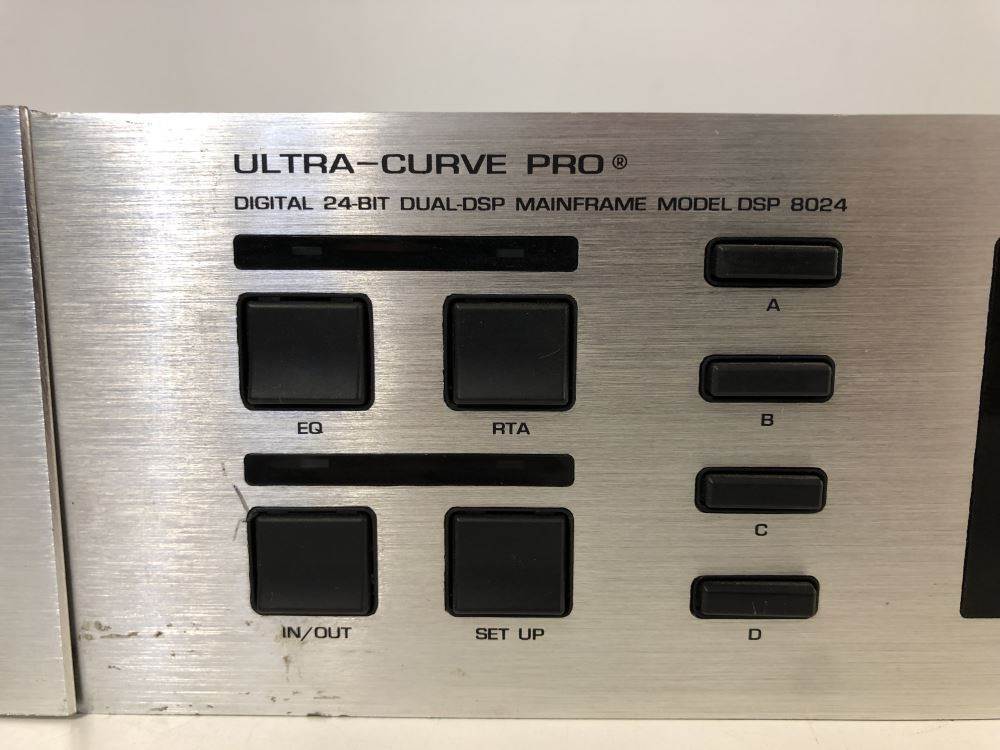 ULTRA-CURVE PRO®
DIGITAL 24-BIT DUAL-DSP MAINFRAME MODEL DSP 8024
A
EQ
RTA
B
IN/OUT
SET UP
C
D